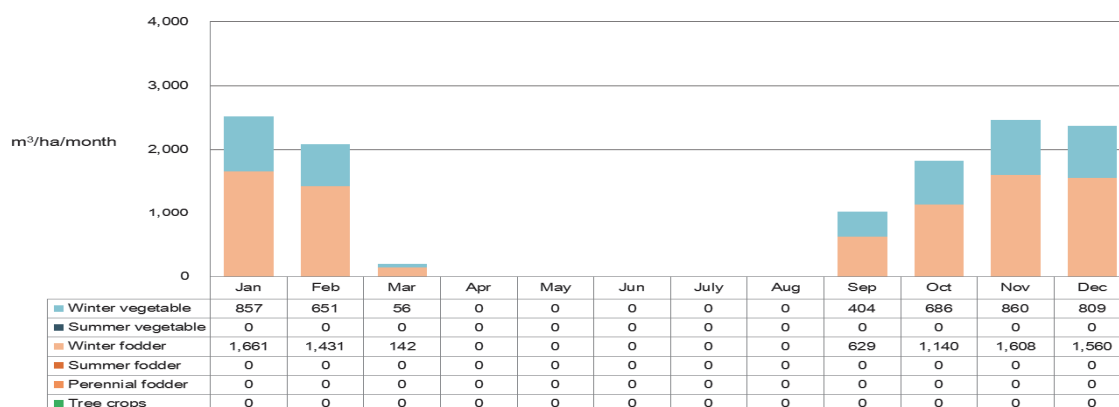 4,000
3,000
m³/ha/month
2,000
1,000
0
Jan Feb Mar Apr May Jun July Aug Sep Oct Nov Dec
Winter vegetable 857 651 56 0 0 0 0 0 404 686 860 809
Summer vegetable 0 0 0 0 0 0 0 0 0 0 0 0
Winter fodder 1,661 1,431 142 0 0 0 0 0 629 1,140 1,608 1,560
Summer fodder 0 0 0 0 0 0 0 0 0 0 0 0
Perennial fodder 0 0 0 0 0 0 0 0 0 0 0 0
Tree crops 0 0 0 0 0 0 0 0 0 0 0 0